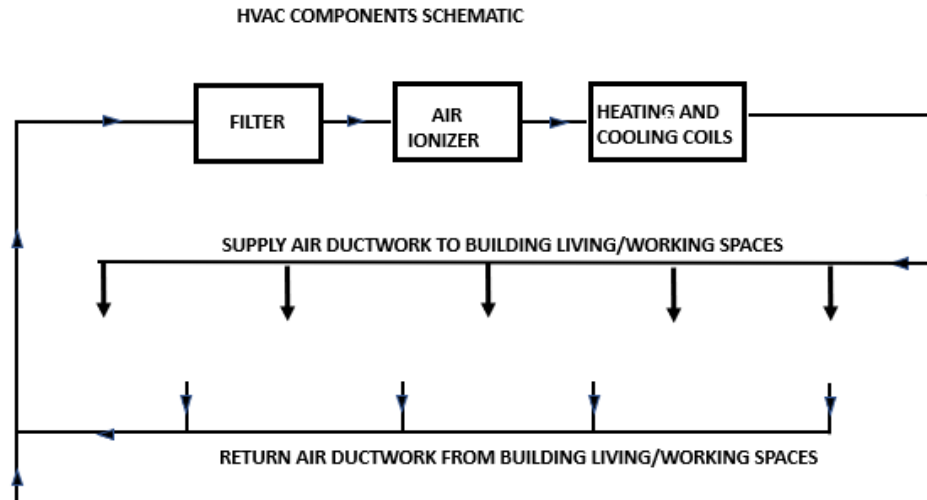 HVAC COMPONENTS SCHEMATIC
FILTER
AIR
IONIZER
HEATING AND
COOLING COILS
SUPPLY AIR DUCTWORK TO BUILDING LIVING/WORKING SPACES
RETURN AIR DUCTWORK FROM BUILDING LIVING/WORKING SPACES